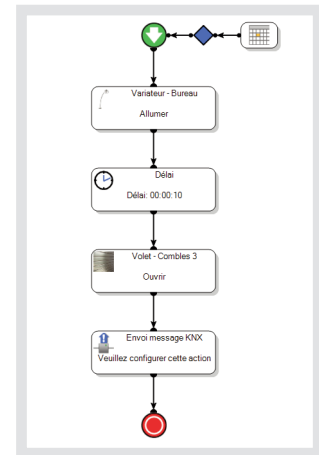 Variateur - Bureau
Allumer
Délai
Délai: 00:00:10
Volet - Combles 3
Ouvrir
Envoi message KNX
Veuillez configurer cette action